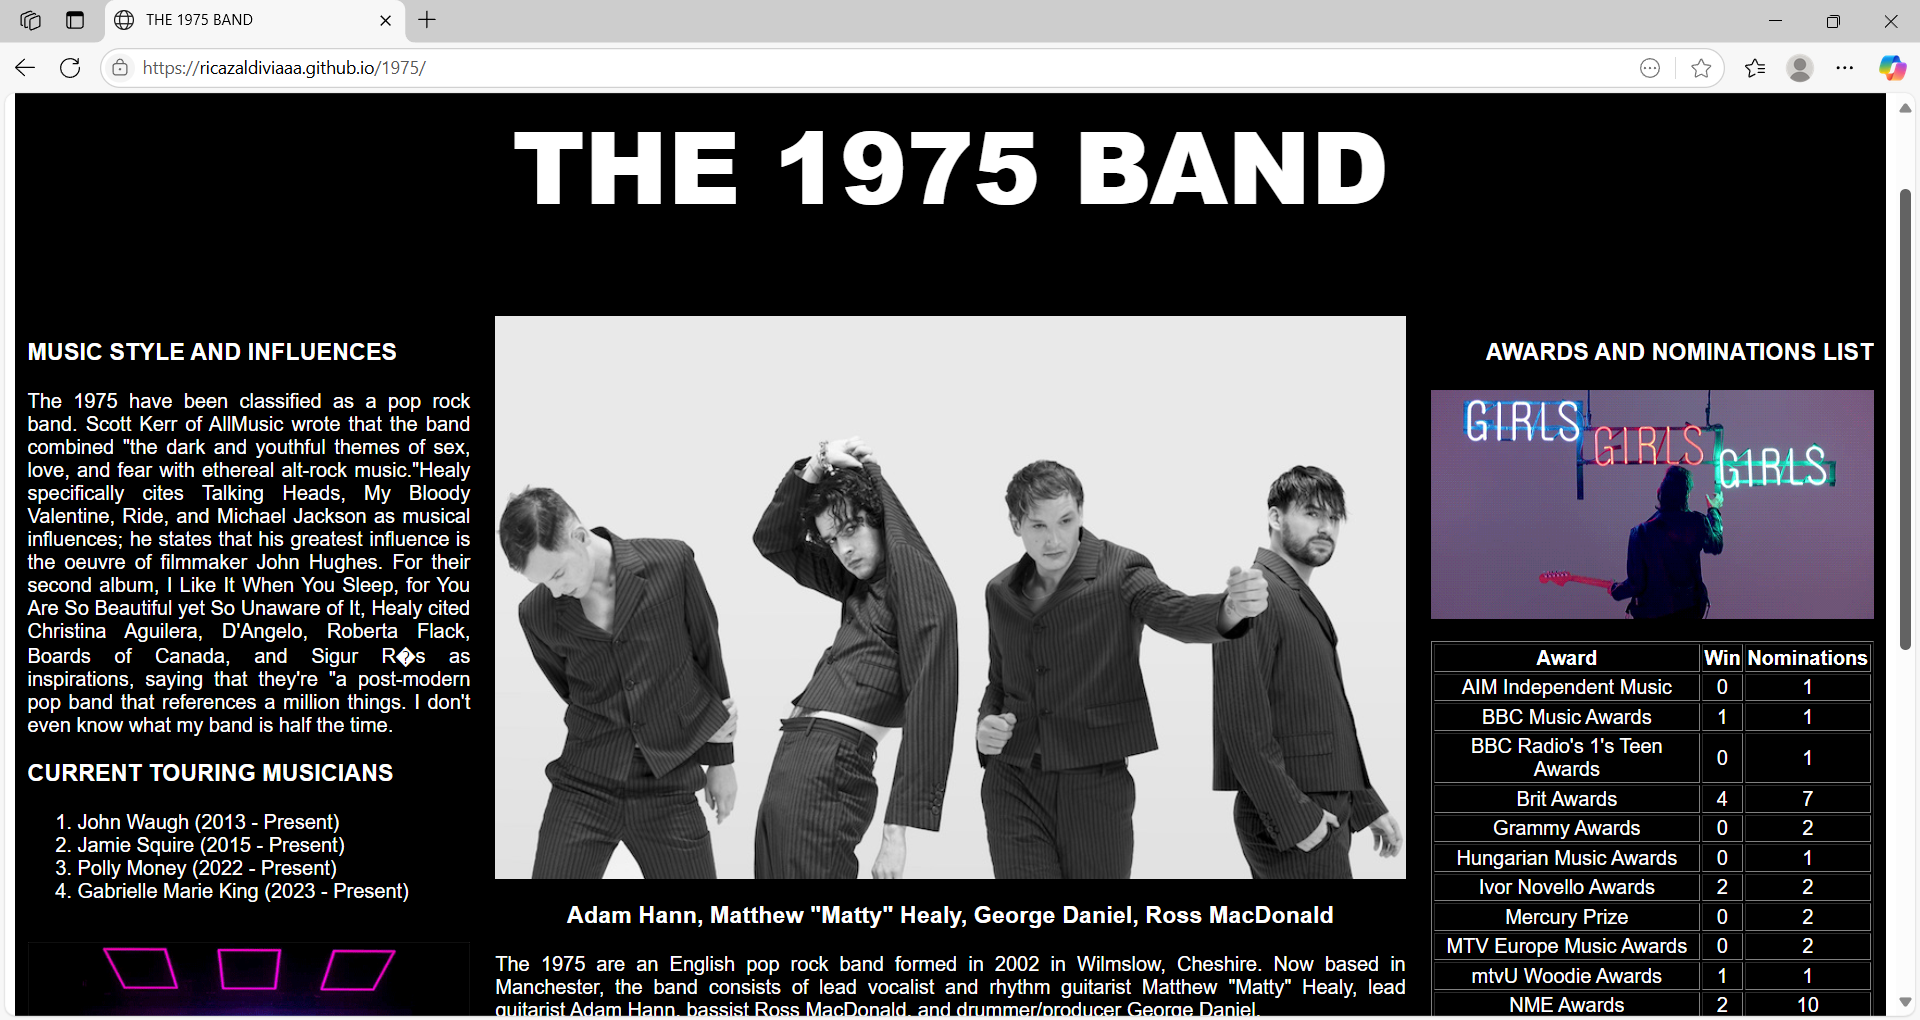 THE 1975 BAND
https://ricazaldiviaaa.github.io/1975/
THE 1975 BAND
MUSIC STYLE AND INFLUENCES
The 1975 have been classified as a pop rock
band. Scott Kerr of AllMusic wrote that the band
combined "the dark and youthful themes of sex,
love, and fear with ethereal alt-rock music."Healy
specifically cites Talking Heads, My Bloody
Valentine, Ride, and Michael Jackson as musical
influences; he states that his greatest influence is
the oeuvre of filmmaker John Hughes. For their
second album, I Like It When You Sleep, for You
Are So Beautiful yet So Unaware of It, Healy cited
Christina Aguilera, D'Angelo, Roberta Flack,
Boards of Canada, and Sigur R�s as
inspirations, saying that they're "a post-modern
pop band that references a million things. I don't
even know what my band is half the time.
CURRENT TOURING MUSICIANS
1. John Waugh (2013 - Present)
2. Jamie Squire (2015 - Present)
3. Polly Money (2022 - Present)
4. Gabrielle Marie King (2023 - Present)
Adam Hann, Matthew "Matty" Healy, George Daniel, Ross MacDonald
The 1975 are an English pop rock band formed in 2002 in Wilmslow, Cheshire. Now based in
Manchester, the band consists of lead vocalist and rhythm guitarist Matthew "Matty" Healy, lead
guitarist Adam Hann, bassist Ross MacDonald, and drummer/producer George Daniel.
AWARDS AND NOMINATIONS LIST
GIRLS
GIRLS
GIRLS
Award Win Nominations
AIM Independent Music 0 1
BBC Music Awards 1 1
BBC Radio's 1's Teen
Awards 0 1
Brit Awards 4 7
Grammy Awards 0 2
Hungarian Music Awards 0 1
Ivor Novello Awards 2 2
Mercury Prize 0 2
MTV Europe Music Awards 0 2
mtvU Woodie Awards 1 1
NME Awards 2 10